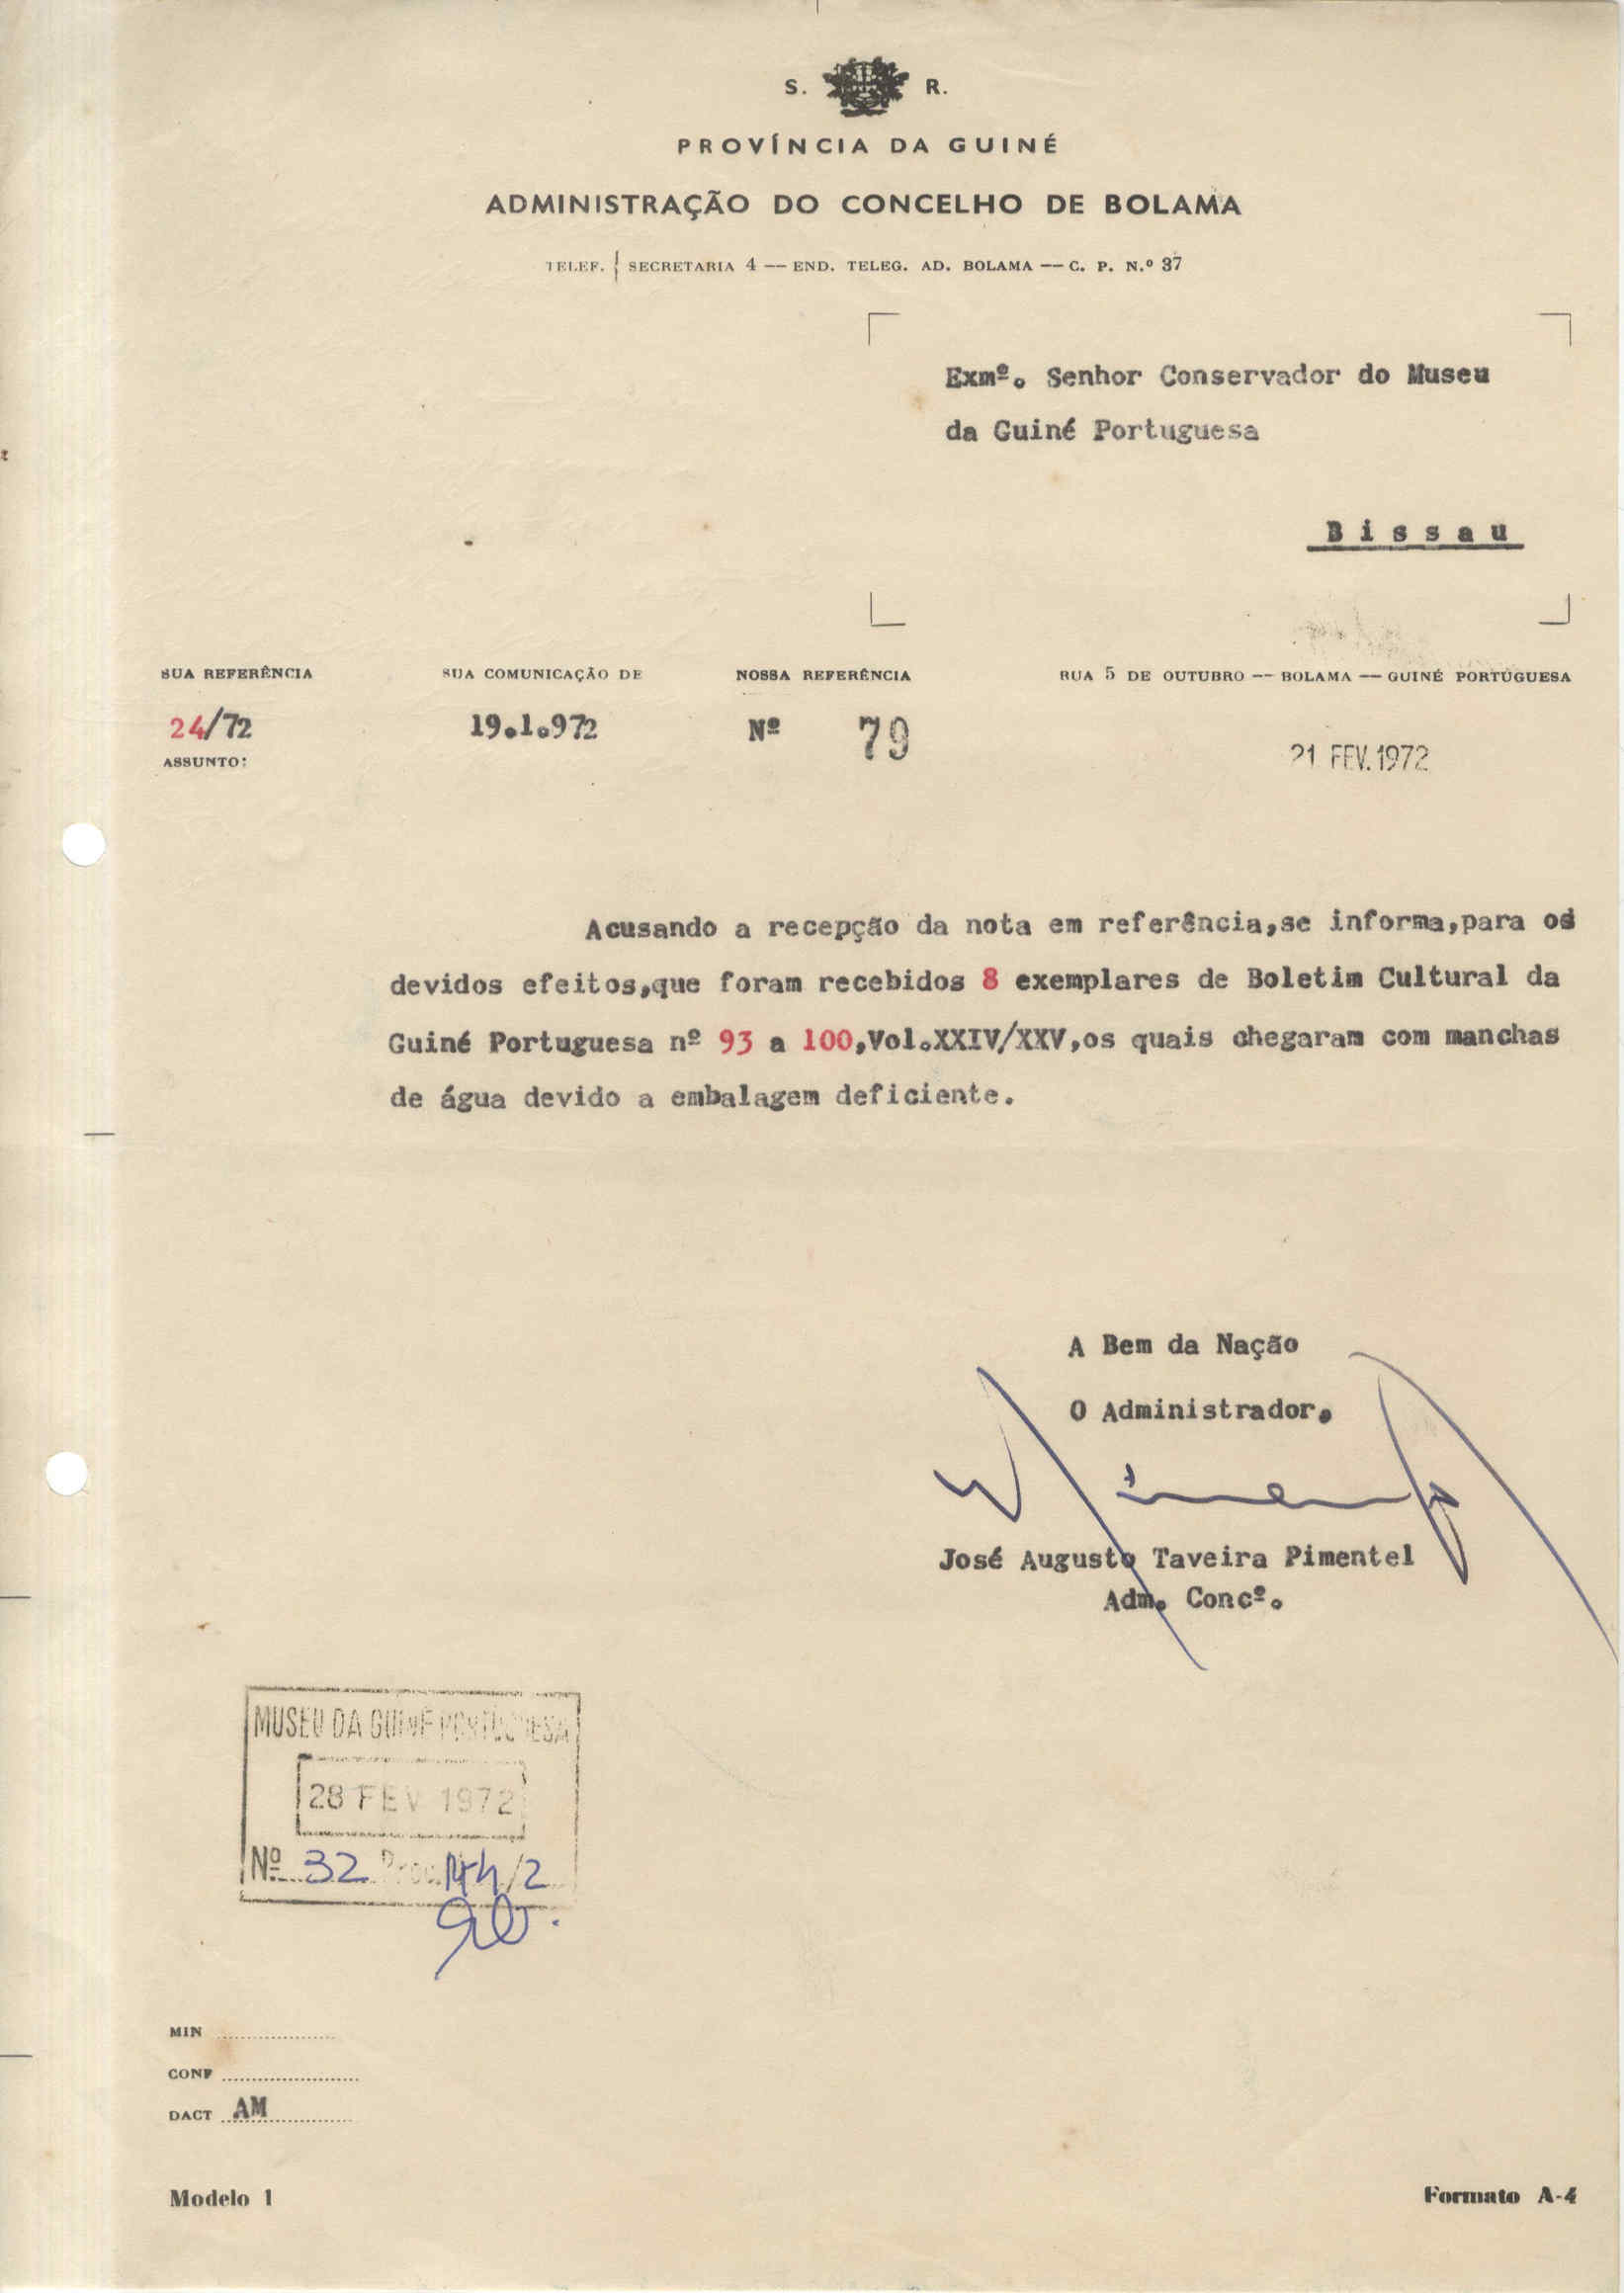 S. R.
PROVÍNCIA DA GUINÉ
ADMINISTRAÇÃO DO CONCELHO DE BOLAMA
TELEF. { SECRETARIA 4 — END. TELEG. AD. BOLAMA — C. P. N.º 37
Exmº. Senhor Conservador do Museu
da Guiné Portuguesa
Bissau
SUA REFERÊNCIA SUA COMUNICAÇÃO DE NOSSA REFERÊNCIA RUA 5 DE OUTUBRO — BOLAMA — GUINÉ PORTUGUESA
24/72 19.1.972 Nº 79
21 FEV. 1972
ASSUNTO:
Acusando a recepção da nota em referência,se informa,para os
devidos efeitos,que foram recebidos 8 exemplares de Boletim Cultural da
Guiné Portuguesa nº 93 a 100,Vol.XXIV/XXV,os quais chegaram com manchas
de água devido a embalagem deficiente.
A Bem da Nação
O Administrador,
José Augusto Taveira Pimentel
Adm. Concº.
MUSEU DA GUINÉ PORTUGUESA
28 FEV 1972
Nº 32 Proc. /2
MIN
CONF
DACT AM
Modelo 1 Formato A-4